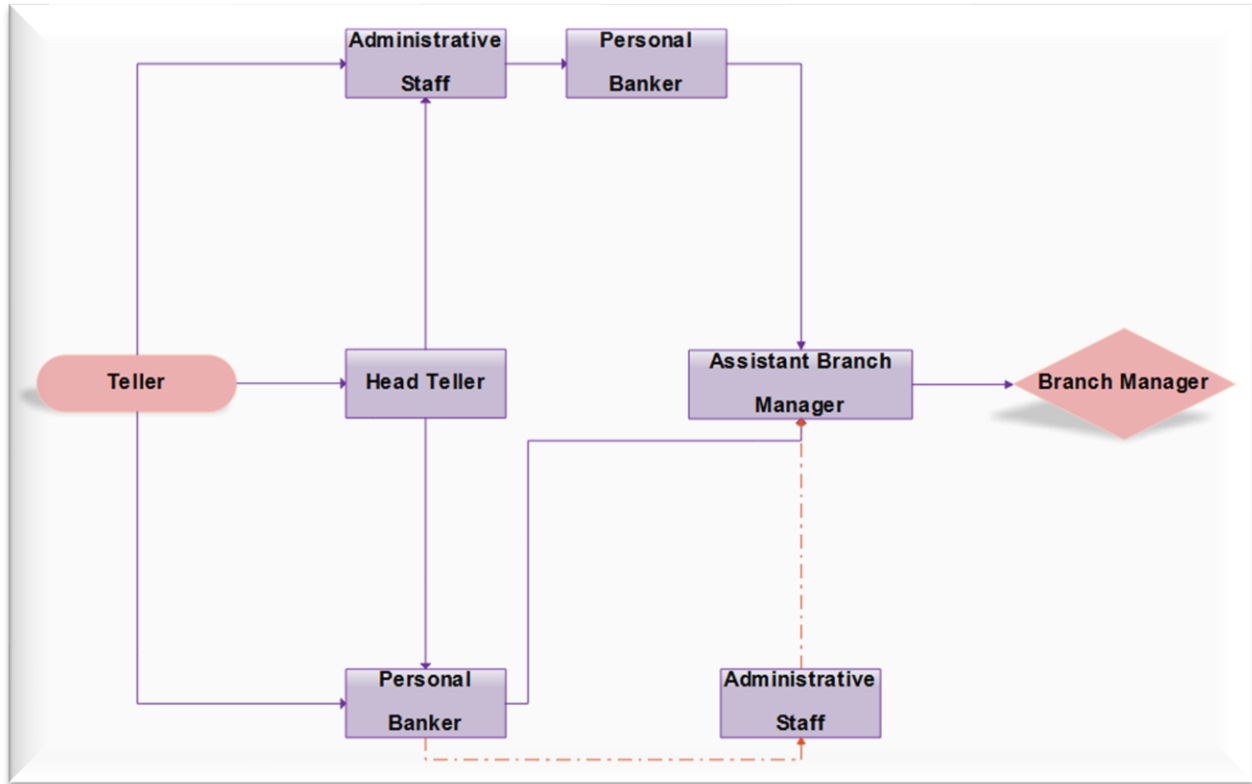 Administrative
Staff
Personal
Banker
Teller
Head Teller
Assistant Branch
Manager
Branch Manager
Personal
Banker
Administrative
Staff